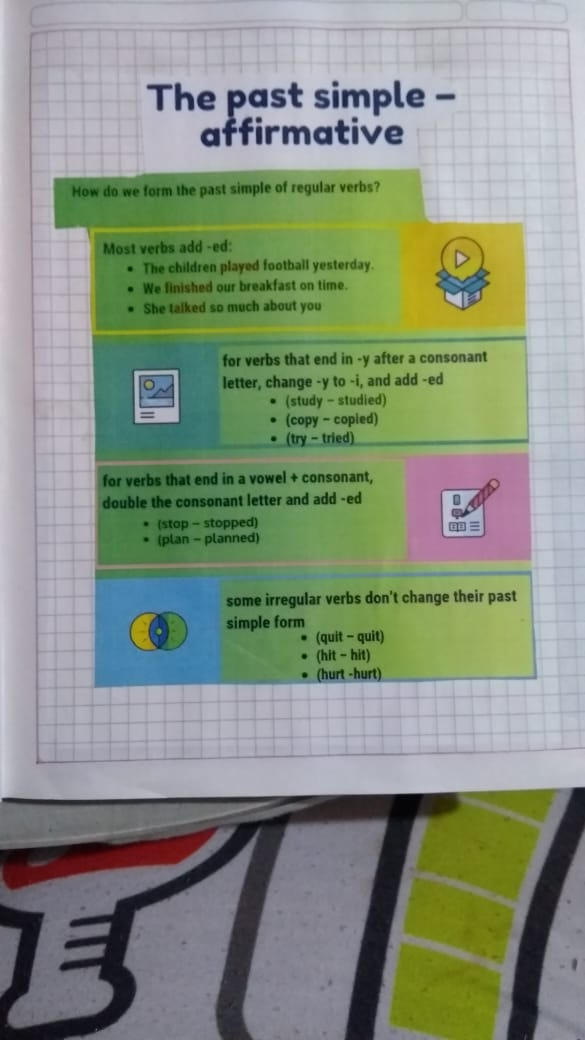 The past simple –
affirmative
How do we form the past simple of regular verbs?
Most verbs add -ed:
• The children played football yesterday.
• We finished our breakfast on time.
• She talked so much about you
for verbs that end in -y after a consonant
letter, change -y to -i, and add -ed
• (study – studied)
• (copy – copied)
• (try – tried)
for verbs that end in a vowel + consonant,
double the consonant letter and add -ed
• (stop – stopped)
• (plan – planned)
some irregular verbs don't change their past
simple form
• (quit – quit)
• (hit – hit)
• (hurt -hurt)